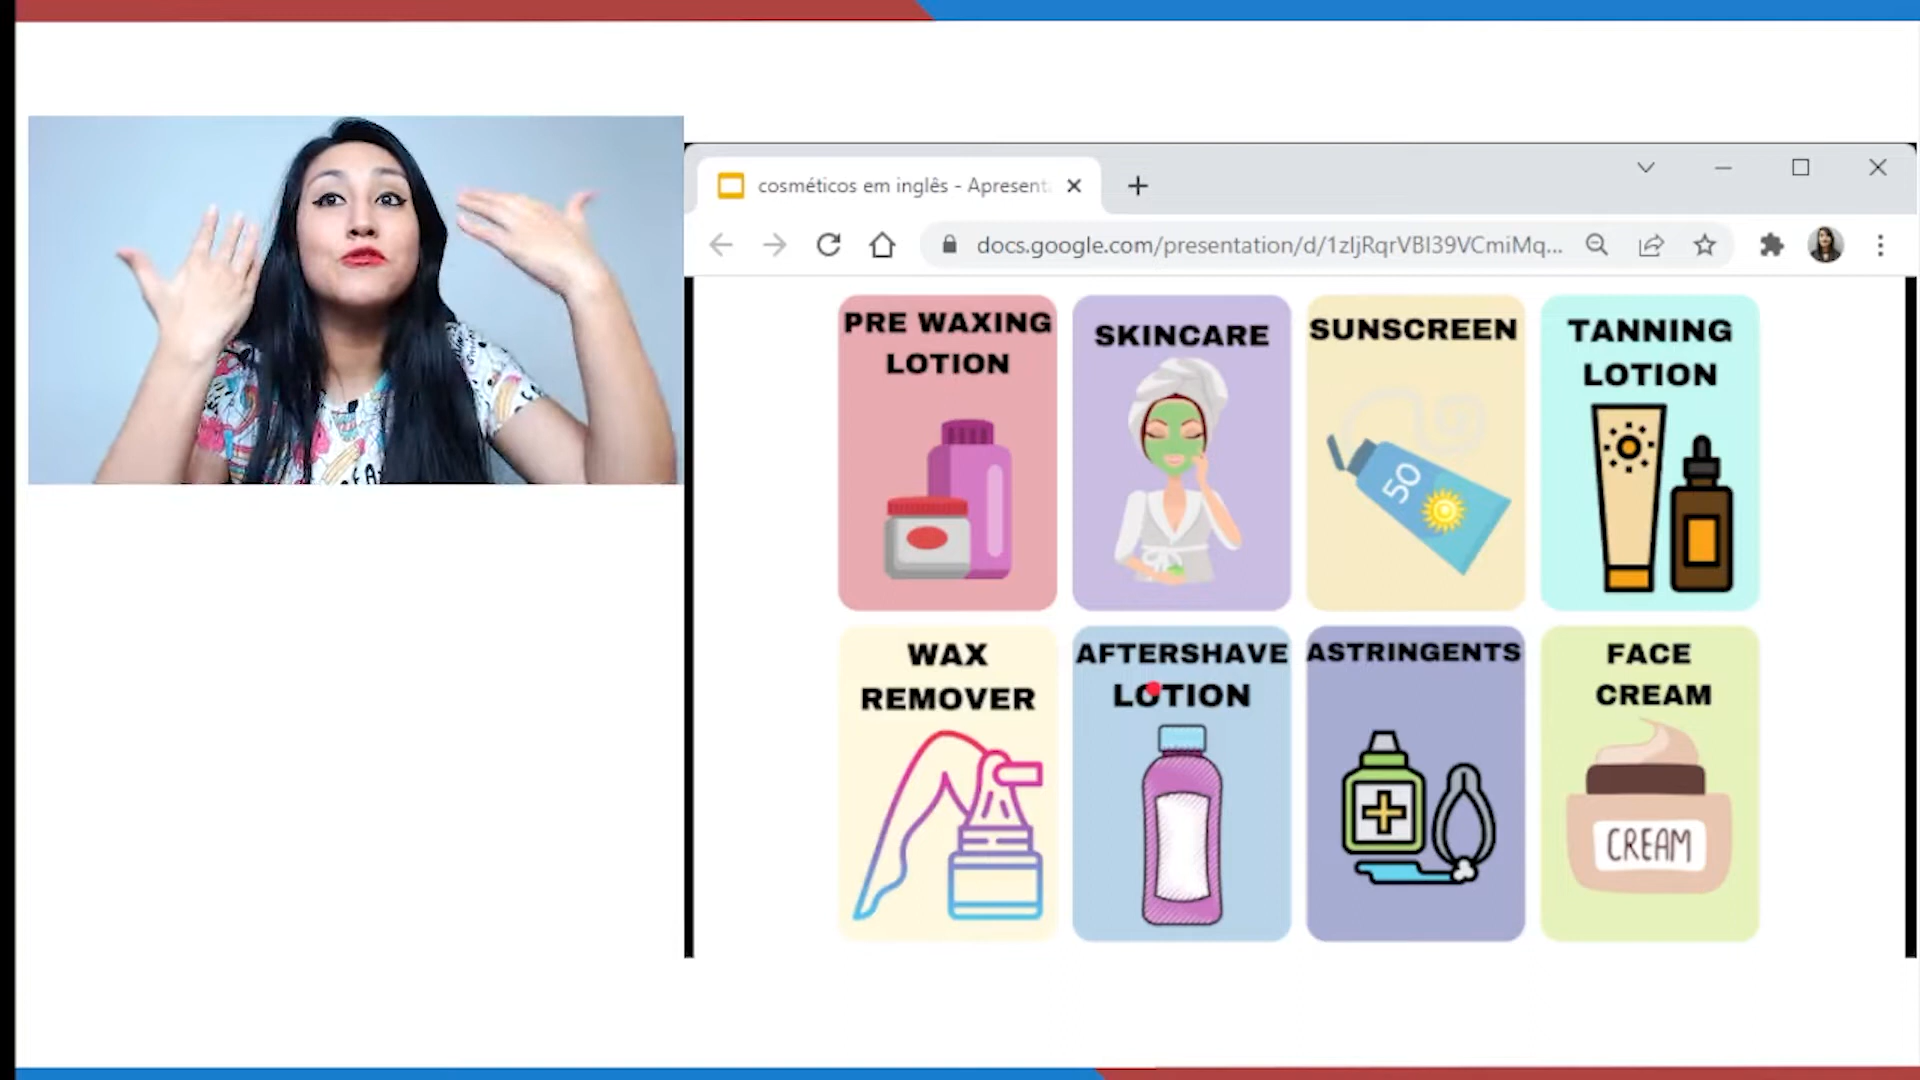 cosméticos em inglês - Apresent
docs.google.com/presentation/d/1zIjRqrVBI39VCmiMq...
PRE WAXING
LOTION
SKINCARE
SUNSCREEN
50
TANNING
LOTION
WAX
REMOVER
AFTERSHAVE
LOTION
ASTRINGENTS
FACE
CREAM
CREAM